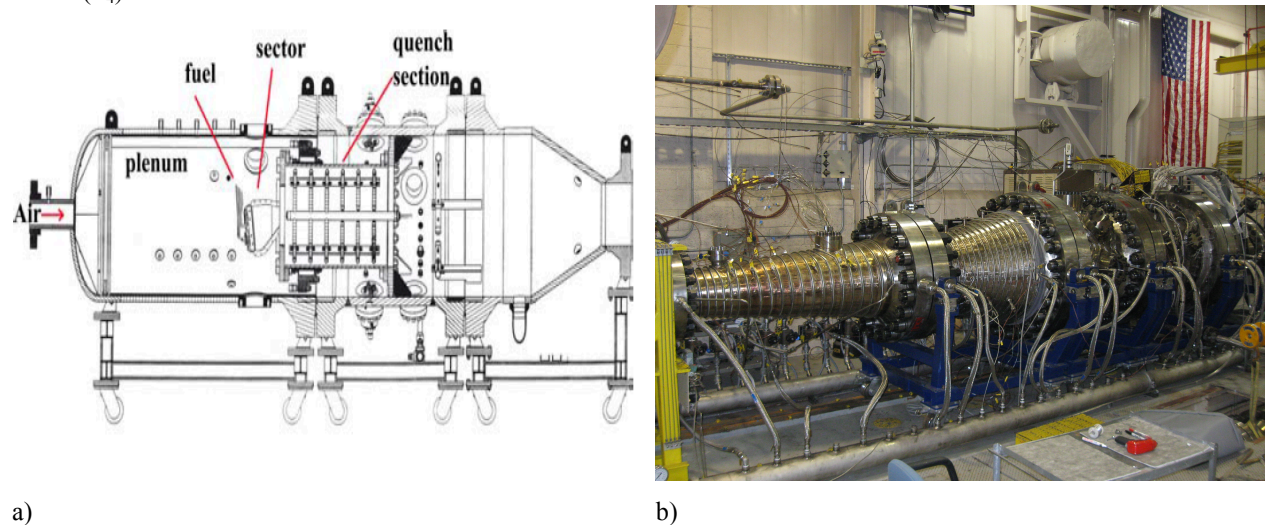 quench
section
sector
fuel
plenum
Air
a)
b)